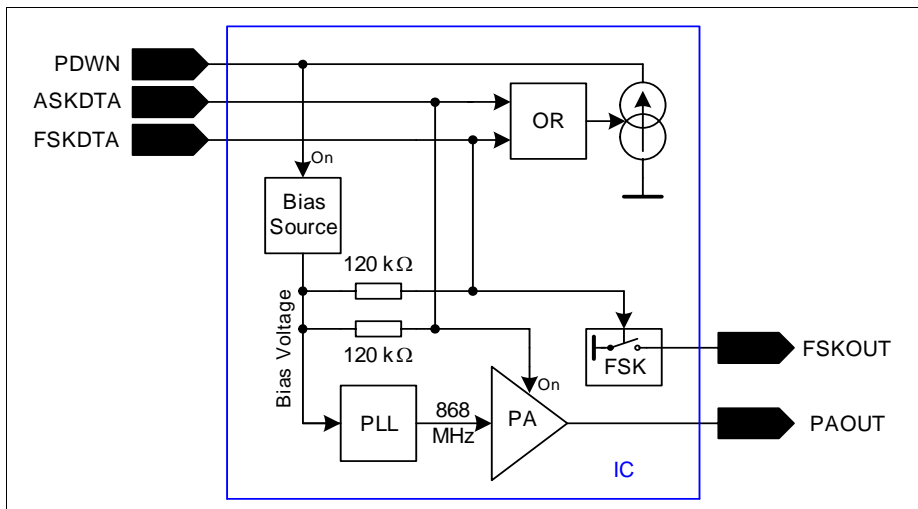 PDWN
ASKDTA
FSKDTA
OR
On
Bias
Source
120 kΩ
Bias Voltage
120 kΩ
FSK
FSKOUT
On
868
MHz
PLL
PA
PAOUT
IC